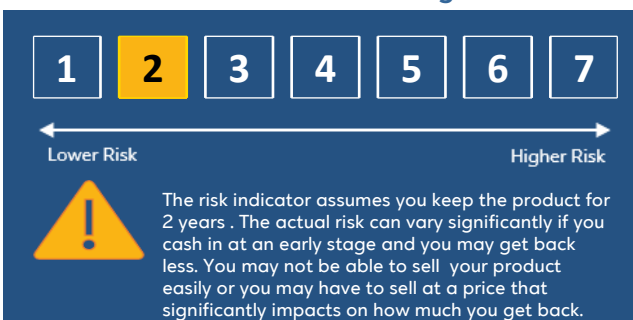 1 2 3 4 5 6 7
Lower Risk Higher Risk
The risk indicator assumes you keep the product for
2 years . The actual risk can vary significantly if you
cash in at an early stage and you may get back
less. You may not be able to sell your product
easily or you may have to sell at a price that
significantly impacts on how much you get back.